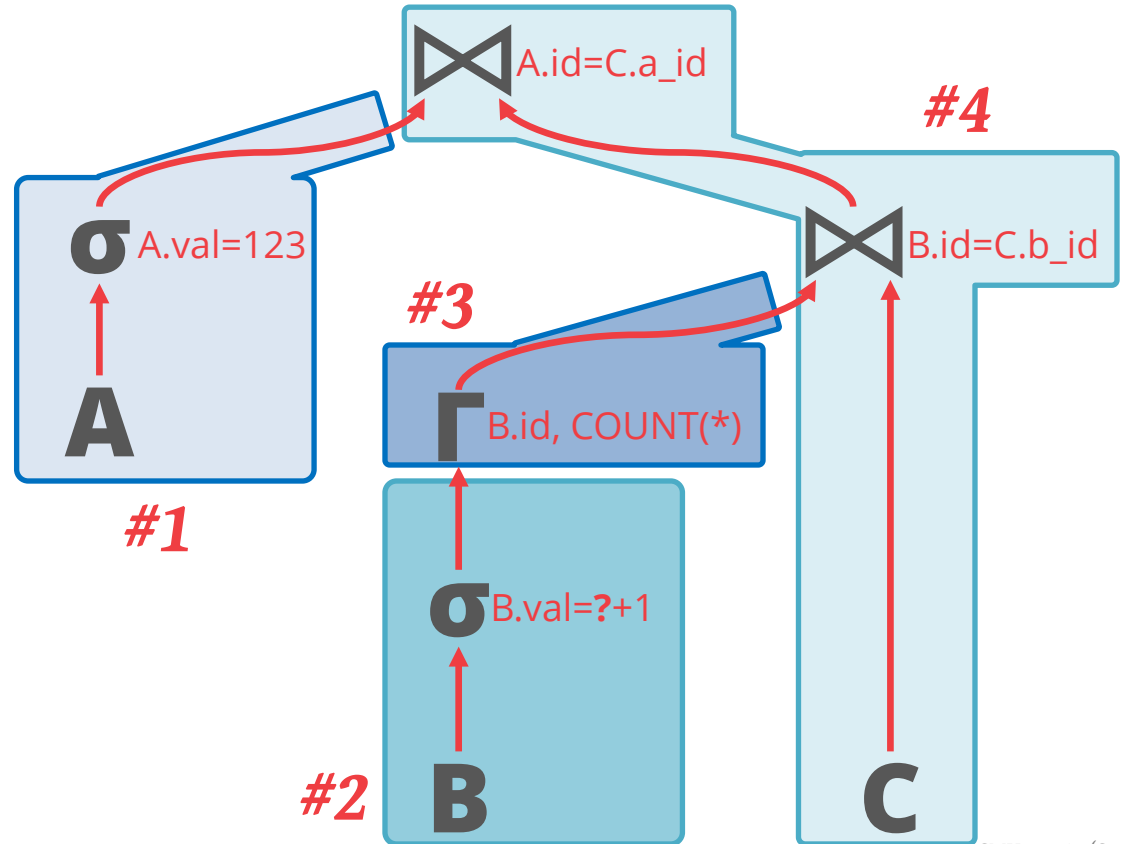 ⋈ A.id=C.a_id
#4
σ A.val=123
⋈ B.id=C.b_id
#3
A
Γ B.id, COUNT(*)
#1
σ B.val=?+1
#2
B
C